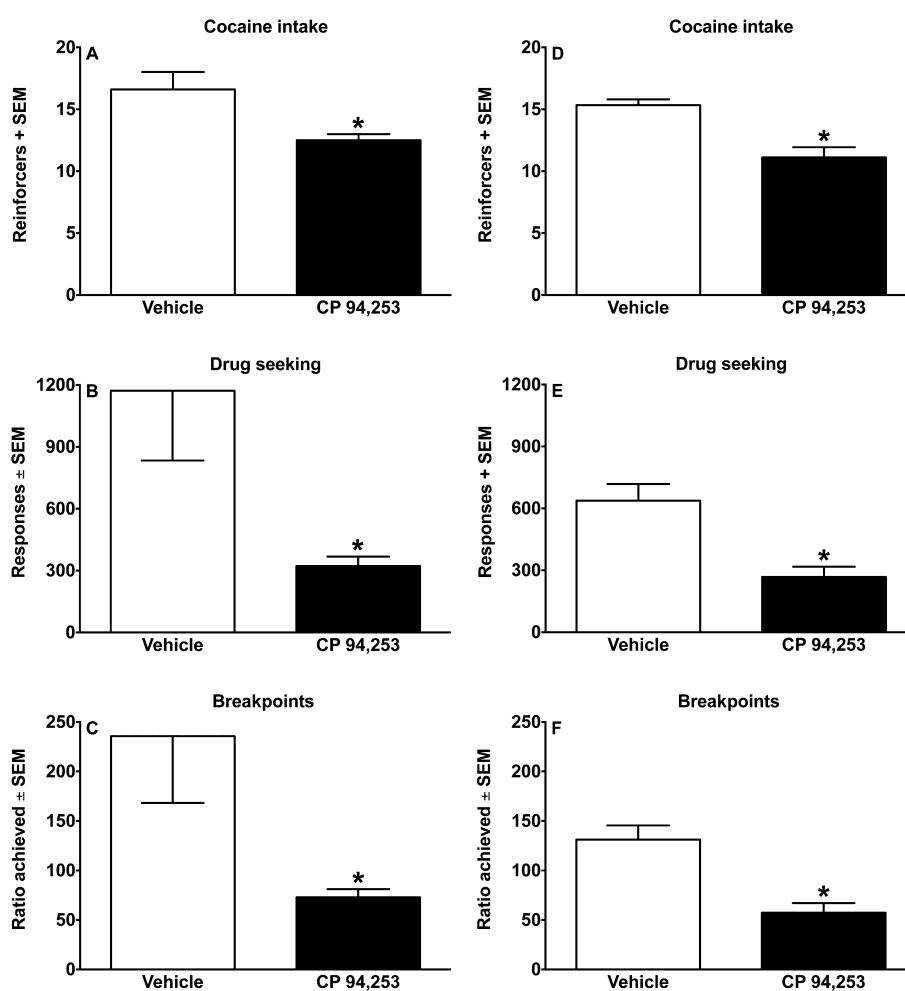 Cocaine intake
A
Reinforcers + SEM
20
15
10
5
0
*
Vehicle
CP 94,253
Cocaine intake
D
Reinforcers + SEM
20
15
10
5
0
*
Vehicle
CP 94,253
Drug seeking
B
Responses ± SEM
1200
900
600
300
0
*
Vehicle
CP 94,253
Drug seeking
E
Responses + SEM
1200
900
600
300
0
*
Vehicle
CP 94,253
Breakpoints
C
Ratio achieved ± SEM
250
200
150
100
50
0
*
Vehicle
CP 94,253
Breakpoints
F
Ratio achieved ± SEM
250
200
150
100
50
0
*
Vehicle
CP 94,253